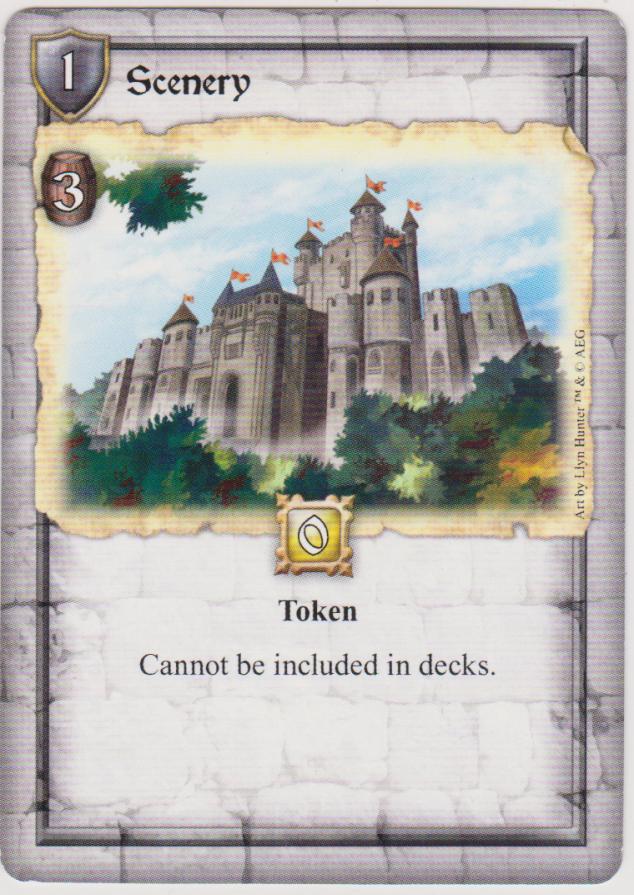 1
Scenery
3
Art by Llyn Hunter ™ & © AEG
Token
Cannot be included in decks.